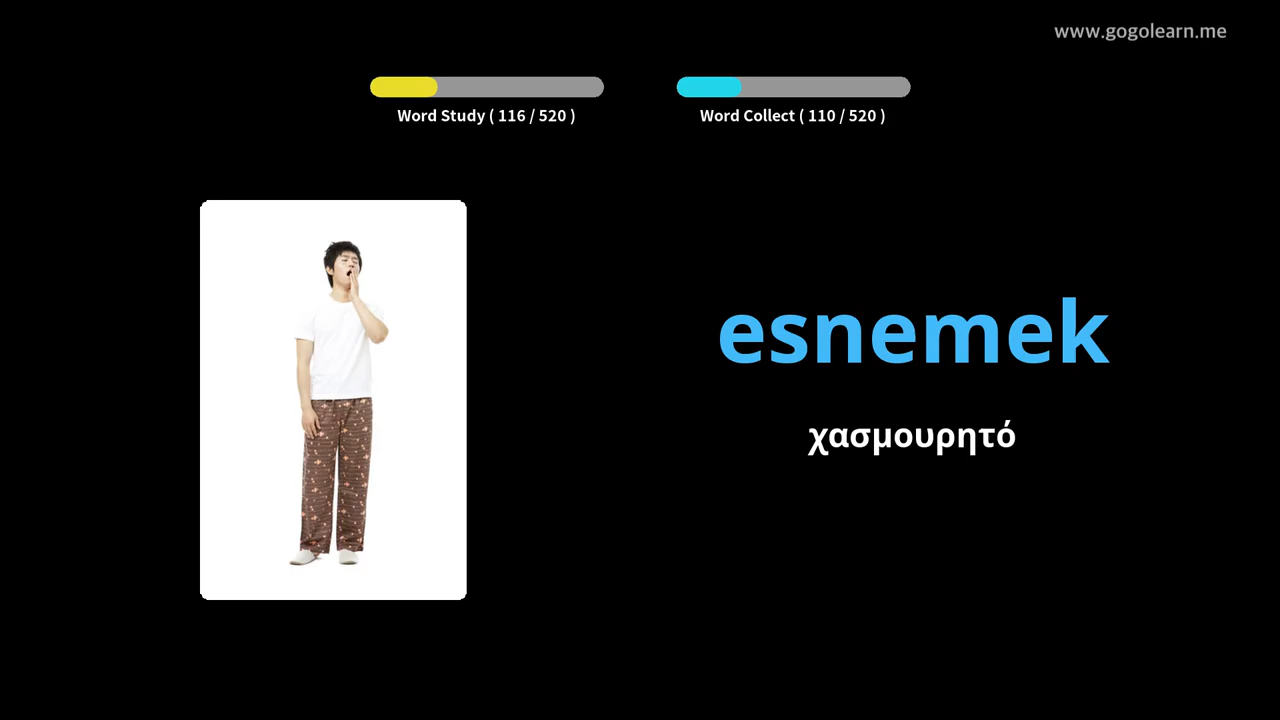 www.gogolearn.me
Word Study ( 116 / 520 )
Word Collect ( 110 / 520 )
esnemek
χασμουρητό